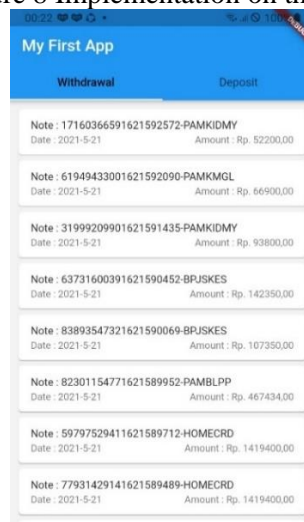 00:22
My First App
Withdrawal Deposit
Note : 17160366591621592572-PAMKIDMY
Date : 2021-5-21 Amount : Rp. 52200,00
Note : 61949433001621592090-PAMKMGL
Date : 2021-5-21 Amount : Rp. 66900,00
Note : 31999209901621591435-PAMKIDMY
Date : 2021-5-21 Amount : Rp. 93800,00
Note : 63731600391621590452-BPJSKES
Date : 2021-5-21 Amount : Rp. 142350,00
Note : 83893547321621590069-BPJSKES
Date : 2021-5-21 Amount : Rp. 107350,00
Note : 82301154771621589952-PAMBLPP
Date : 2021-5-21 Amount : Rp. 467434,00
Note : 59797529411621589712-HOMECRD
Date : 2021-5-21 Amount : Rp. 1419400,00
Note : 77931429141621589489-HOMECRD
Date : 2021-5-21 Amount : Rp. 1419400,00